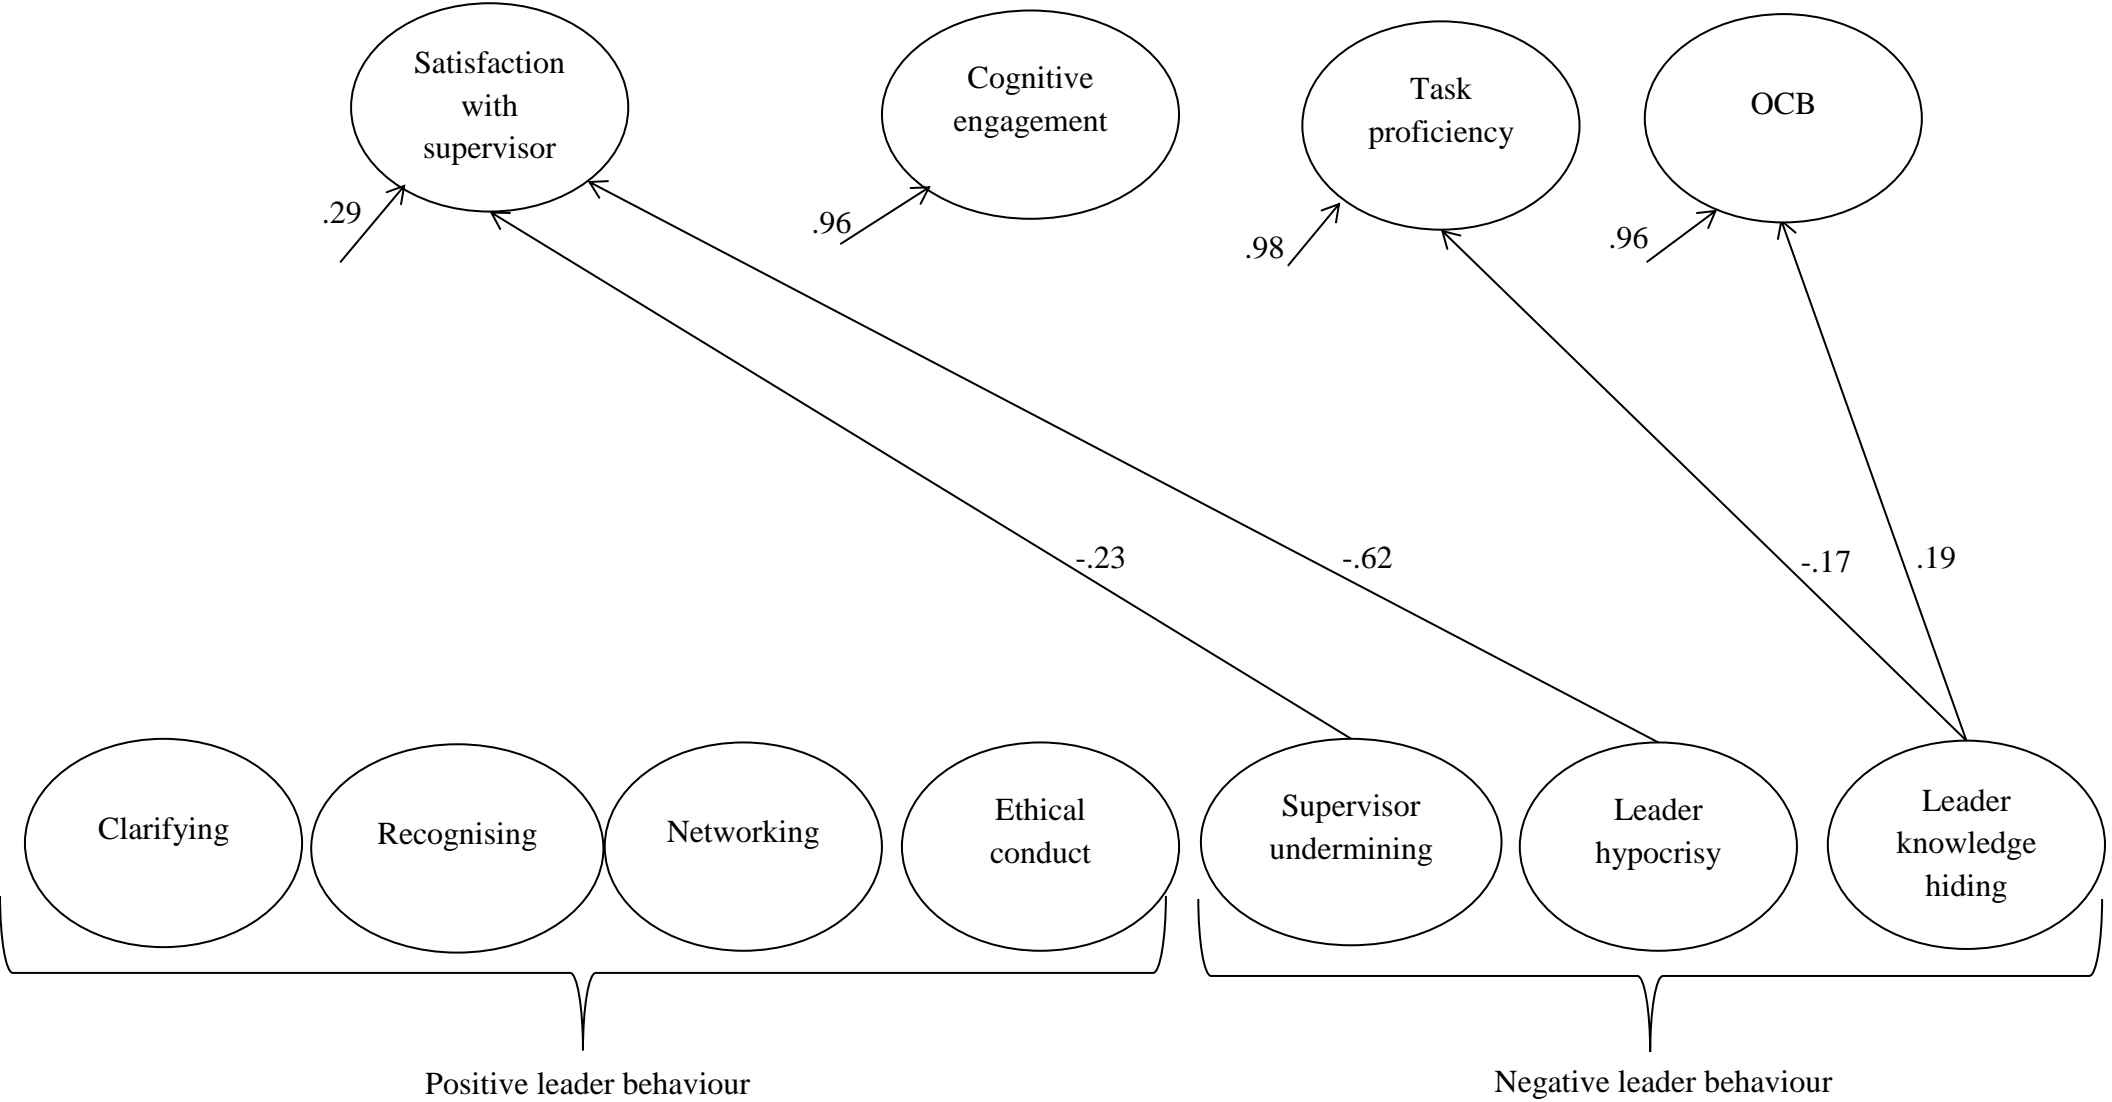 Satisfaction
with
supervisor
Cognitive
engagement
Task
proficiency
OCB
.29
.96
.98
.96
-.23
-.62
-.17
.19
Clarifying
Recognising
Networking
Ethical
conduct
Supervisor
undermining
Leader
hypocrisy
Leader
knowledge
hiding
Positive leader behaviour
Negative leader behaviour